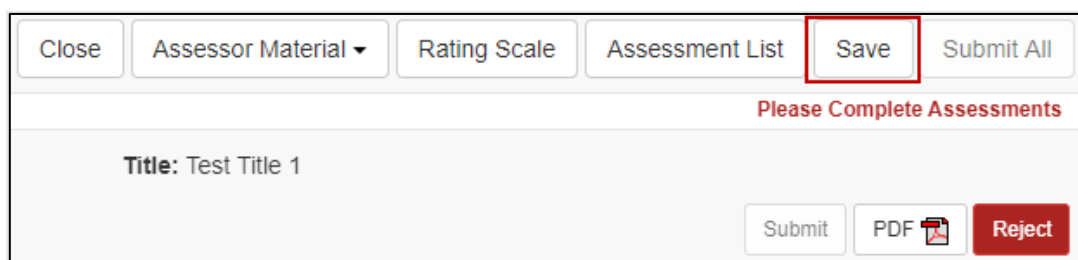 Close Assessor Material Rating Scale Assessment List Save Submit All
Please Complete Assessments
Title: Test Title 1
Submit PDF Reject